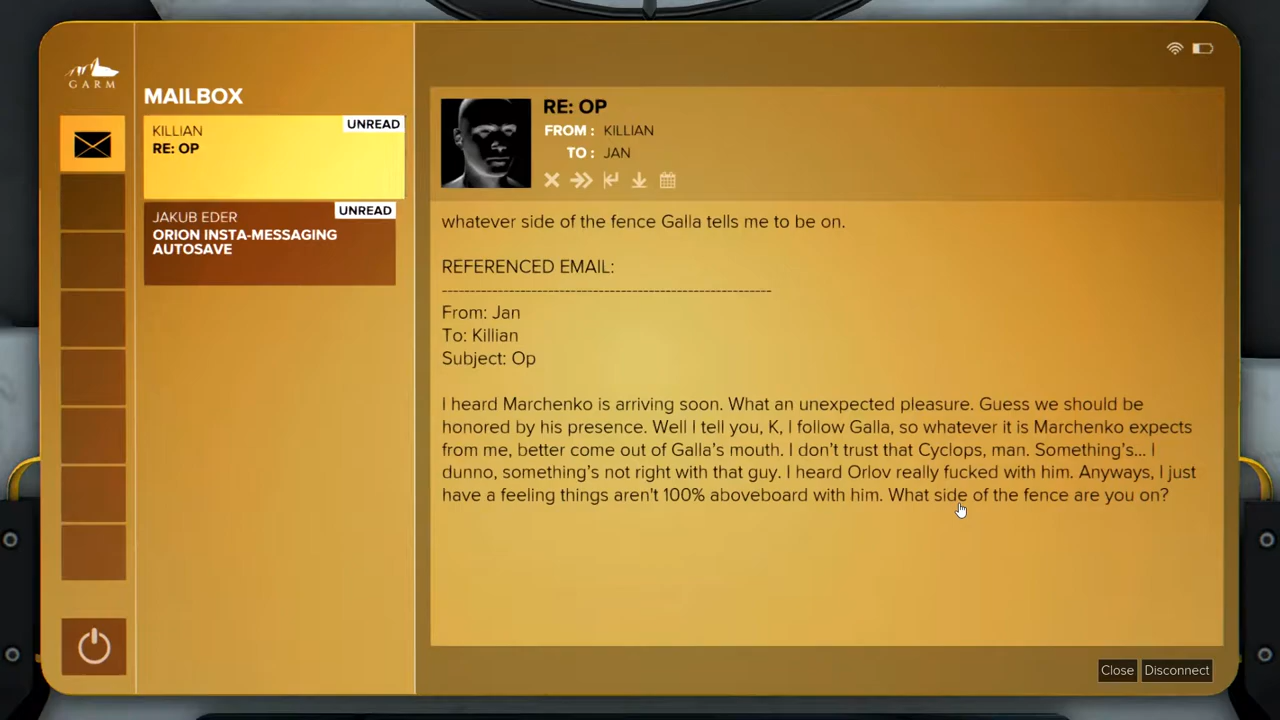 GARM
MAILBOX
KILLIAN
UNREAD
RE: OP
JAKUB EDER
UNREAD
ORION INSTA-MESSAGING
AUTOSAVE
RE: OP
FROM : KILLIAN
TO : JAN
whatever side of the fence Galla tells me to be on.
REFERENCED EMAIL:
-------------------------------------------------------
From: Jan
To: Killian
Subject: Op
I heard Marchenko is arriving soon. What an unexpected pleasure. Guess we should be
honored by his presence. Well I tell you, K, I follow Galla, so whatever it is Marchenko expects
from me, better come out of Galla's mouth. I don't trust that Cyclops, man. Something's... I
dunno, something's not right with that guy. I heard Orlov really fucked with him. Anyways, I just
have a feeling things aren't 100% aboveboard with him. What side of the fence are you on?
Close
Disconnect